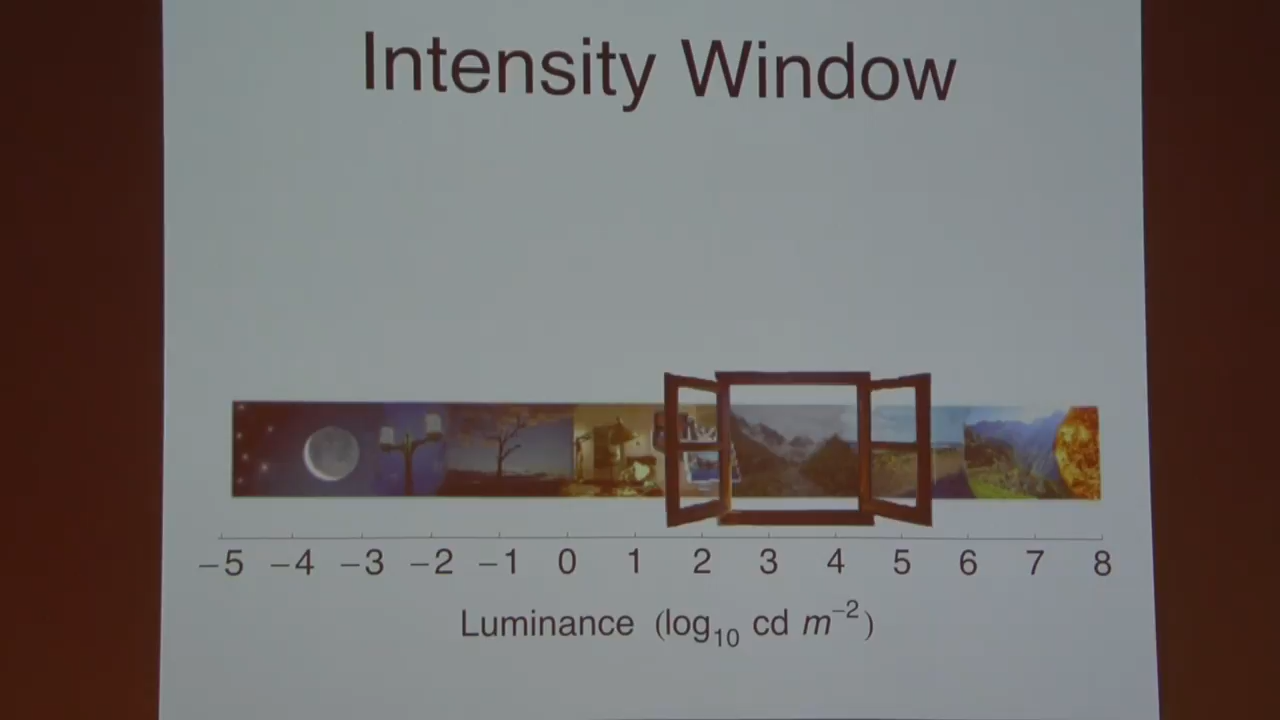 Intensity Window
−5 −4 −3 −2 −1 0 1 2 3 4 5 6 7 8
Luminance (log₁₀ cd m⁻²)